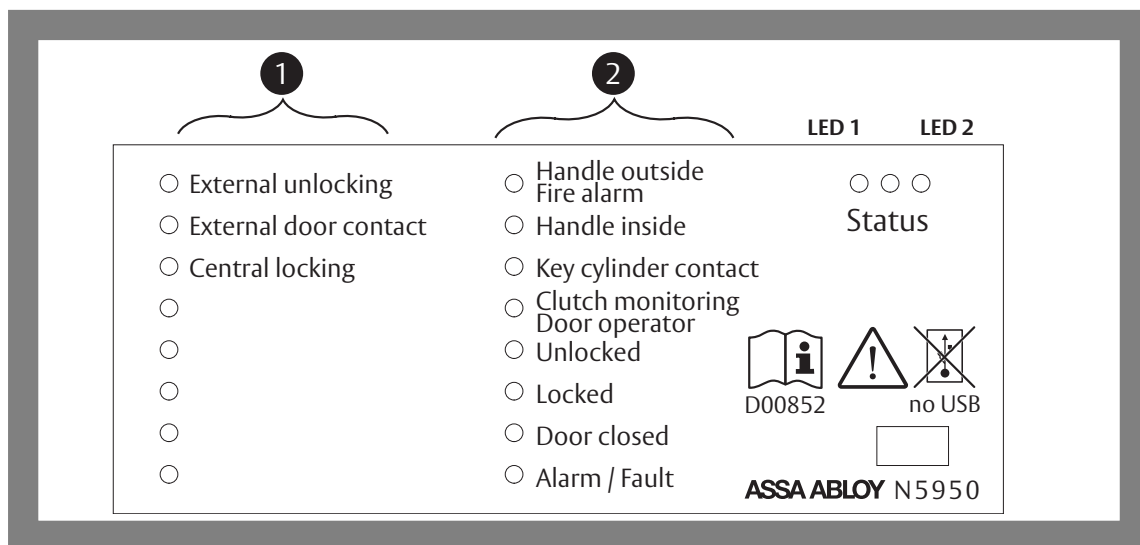 1
2
LED 1
LED 2
External unlocking
External door contact
Central locking
Handle outside
Fire alarm
Handle inside
Key cylinder contact
Clutch monitoring
Door operator
Unlocked
Locked
Door closed
Alarm / Fault
Status
D00852
no USB
ASSA ABLOY N5950